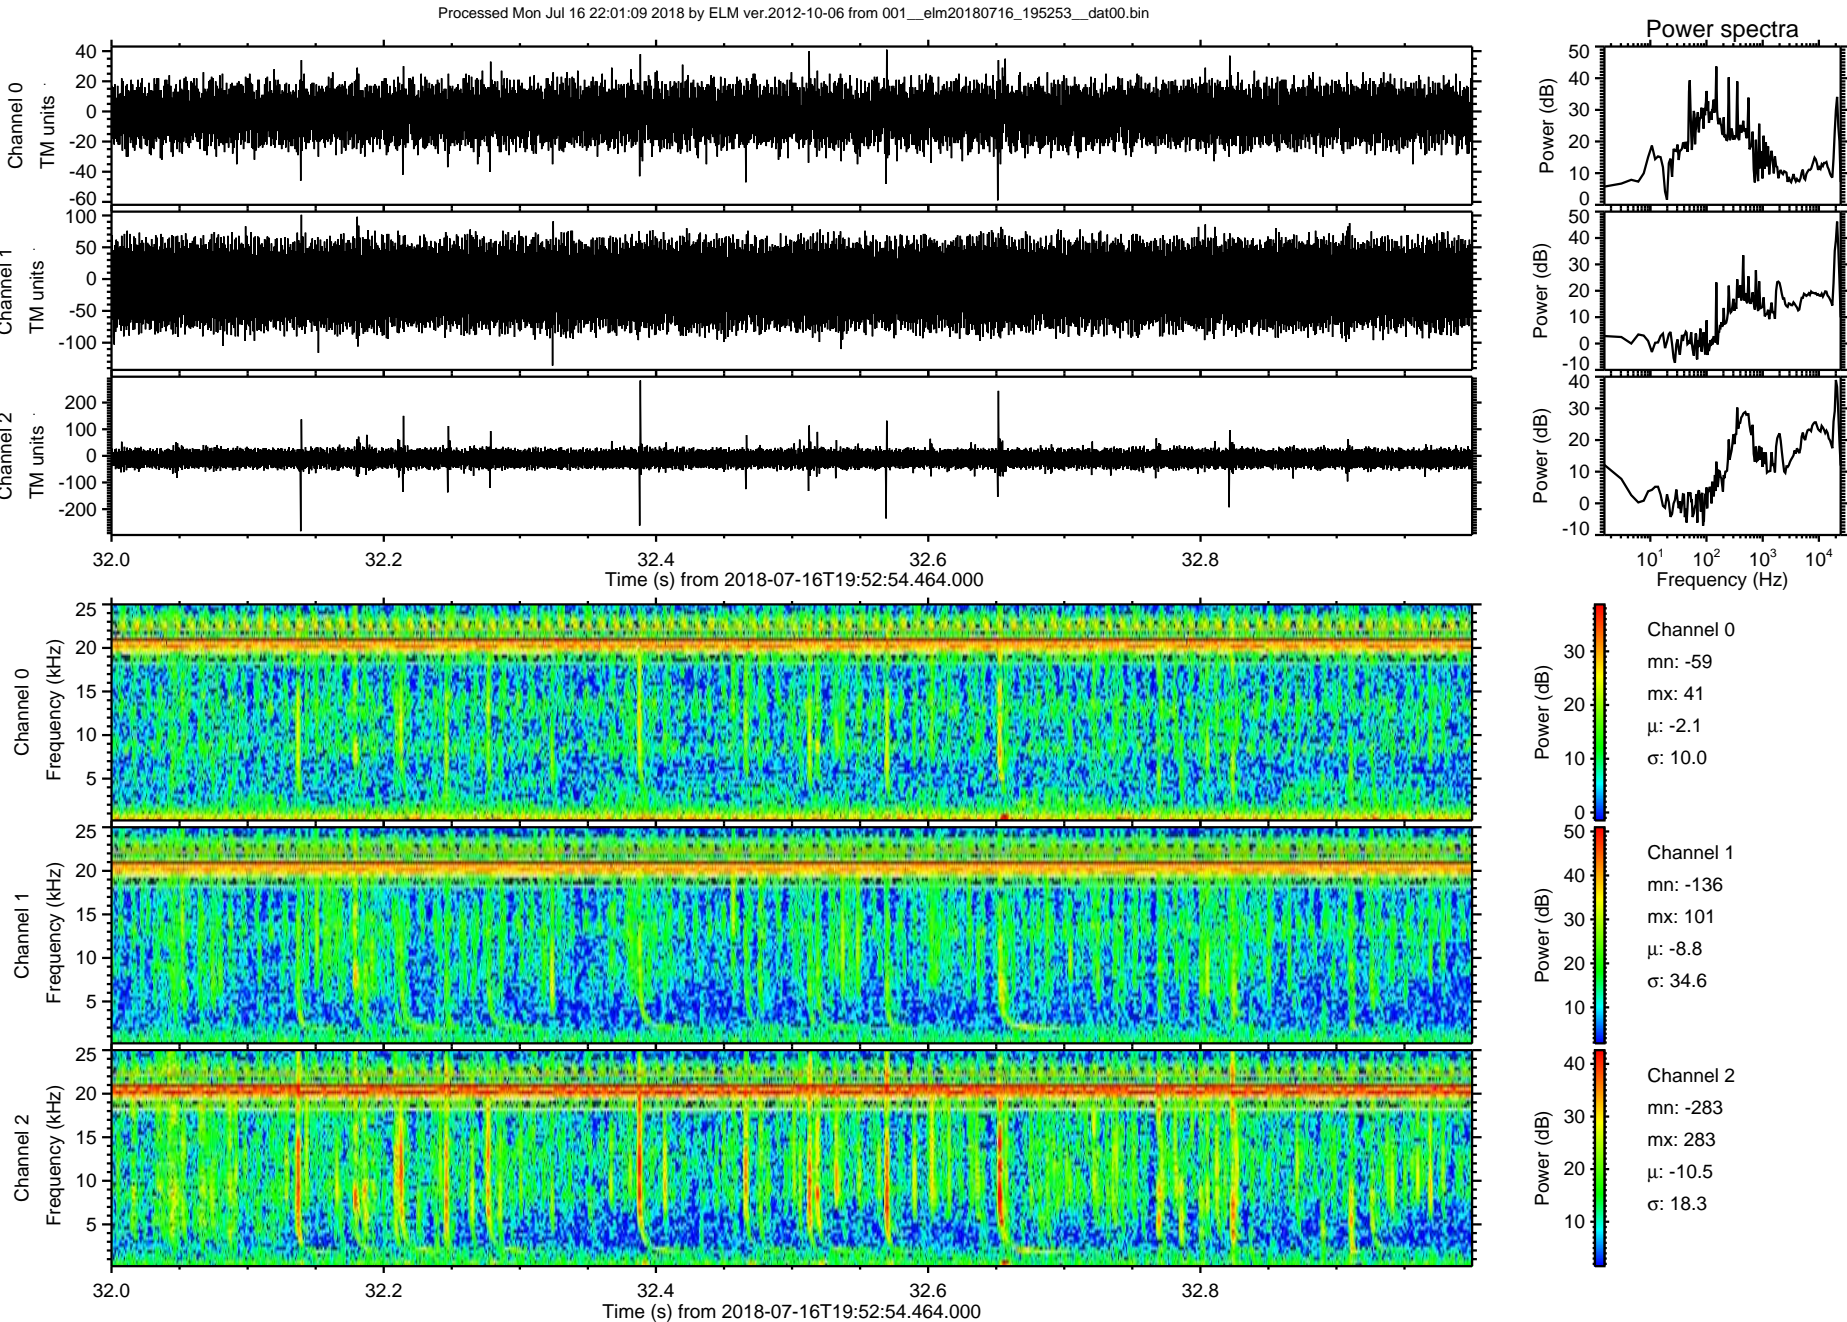 Processed Mon Jul 16 22:01:09 2018 by ELM ver.2012-10-06 from 001__elm20180716_195253__dat00.bin
Power spectra
Channel 0
TM units
40
20
0
-20
-40
-60
Power (dB)
50
40
30
20
10
0
Channel 1
TM units
100
50
0
-50
-100
Power (dB)
50
40
30
20
10
0
-10
Channel 2
TM units
200
100
0
-100
-200
Power (dB)
40
30
20
10
0
-10
32.0 32.2 32.4 32.6 32.8
Time (s) from 2018-07-16T19:52:54.464.000
10¹ 10² 10³ 10⁴
Frequency (Hz)
Channel 0
Frequency (kHz)
25
20
15
10
5
Power (dB)
30
20
10
0
Channel 0
mn: -59
mx: 41
μ: -2.1
σ: 10.0
Channel 1
Frequency (kHz)
25
20
15
10
5
Power (dB)
50
40
30
20
10
Channel 1
mn: -136
mx: 101
μ: -8.8
σ: 34.6
Channel 2
Frequency (kHz)
25
20
15
10
5
Power (dB)
40
30
20
10
Channel 2
mn: -283
mx: 283
μ: -10.5
σ: 18.3
32.0 32.2 32.4 32.6 32.8
Time (s) from 2018-07-16T19:52:54.464.000